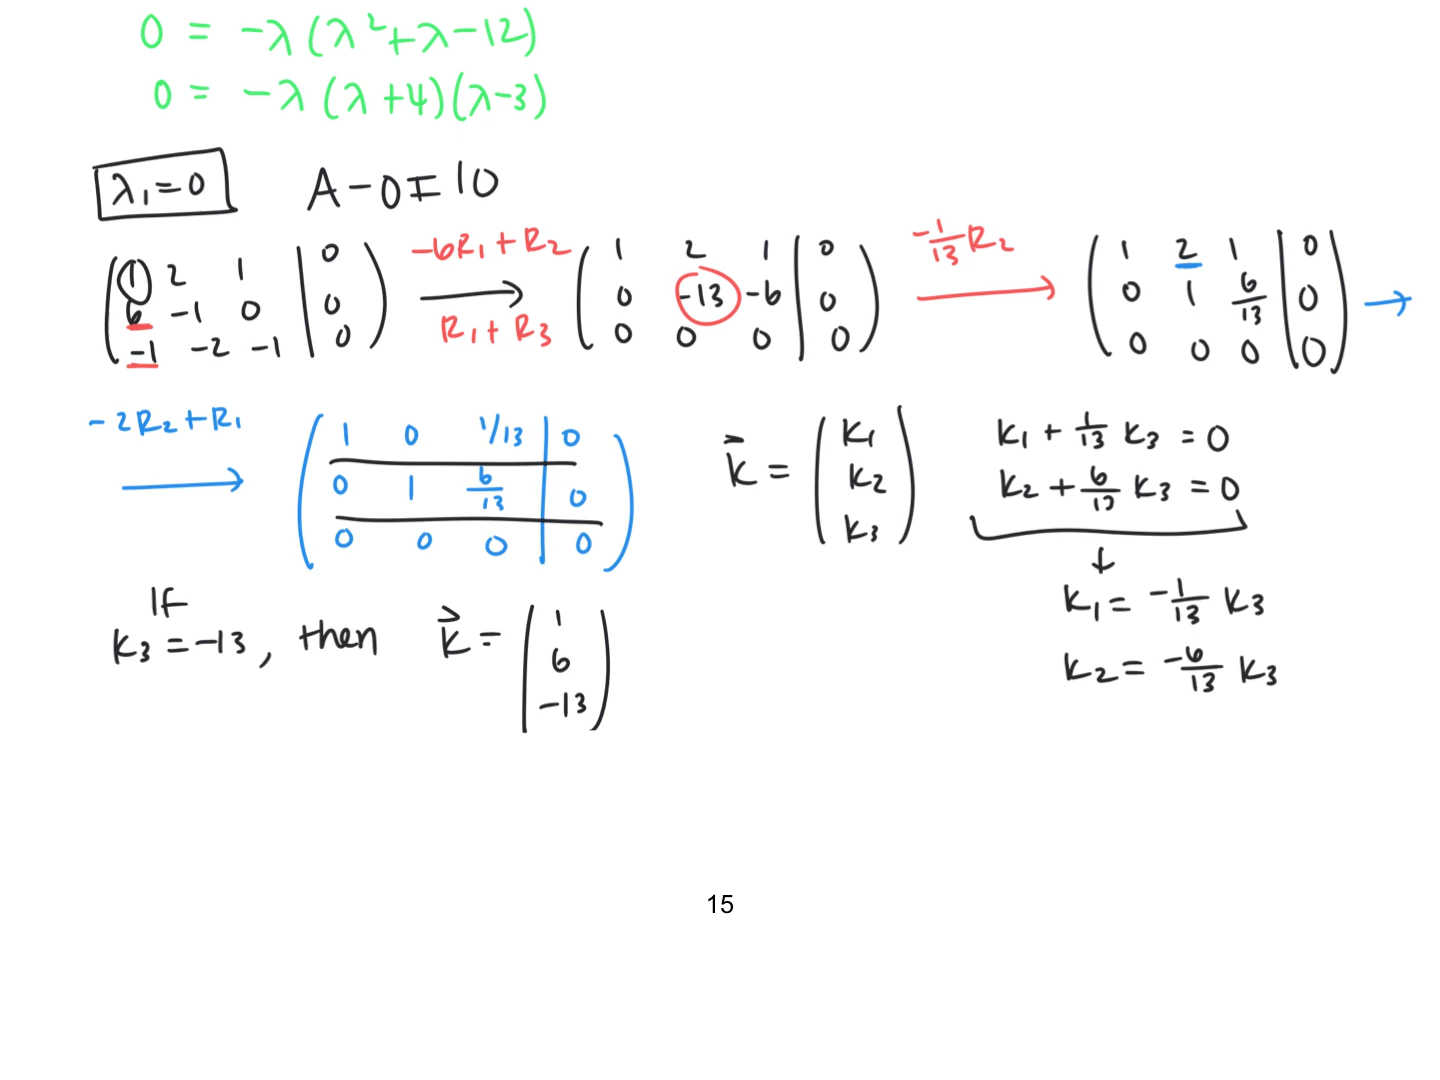 0 = -λ(λ²+λ-12)
0 = -λ(λ+4)(λ-3)
λ₁=0 A-0I|0
(1 2 1 | 0) -6R₁+R₂ (1 2 1 | 0) -1/13 R₂ (1 2 1 | 0)
(6 -1 0 | 0) → (0 -13 -6 | 0) → (0 1 6/13 | 0) →
(-1 -2 -1 | 0) R₁+R₃ (0 0 0 | 0) (0 0 0 | 0)
-2R₂+R₁ (1 0 1/13 | 0) k⃗ = (k₁ k₁ + 1/13 k₃ = 0
→ (0 1 6/13 | 0) k₂ k₂ + 6/13 k₃ = 0
(0 0 0 | 0) k₃)
↓
If k₁ = -1/13 k₃
k₃ = -13, then k⃗ = (1 6 -13) k₂ = -6/13 k₃
15